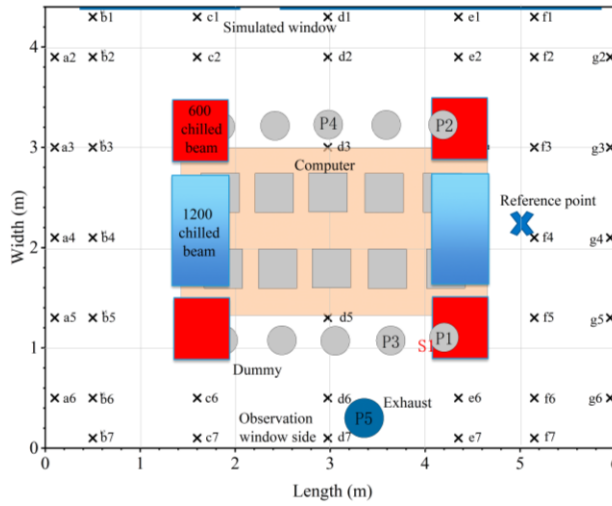 4
b1
c1
d1
e1
f1
Simulated window
a2
b2
c2
d2
e2
f2
g2
600
chilled
beam
P4
P2
3
a3
b3
d3
f3
g3
Computer
1200
chilled
beam
Reference point
Width (m)
2
a4
b4
f4
g4
a5
b5
d5
f5
g5
1
P3
S1
P1
Dummy
a6
b6
c6
d6
Exhaust
e6
f6
g6
Observation
window side
P5
b7
c7
d7
e7
f7
0
0
1
2
3
4
5
Length (m)